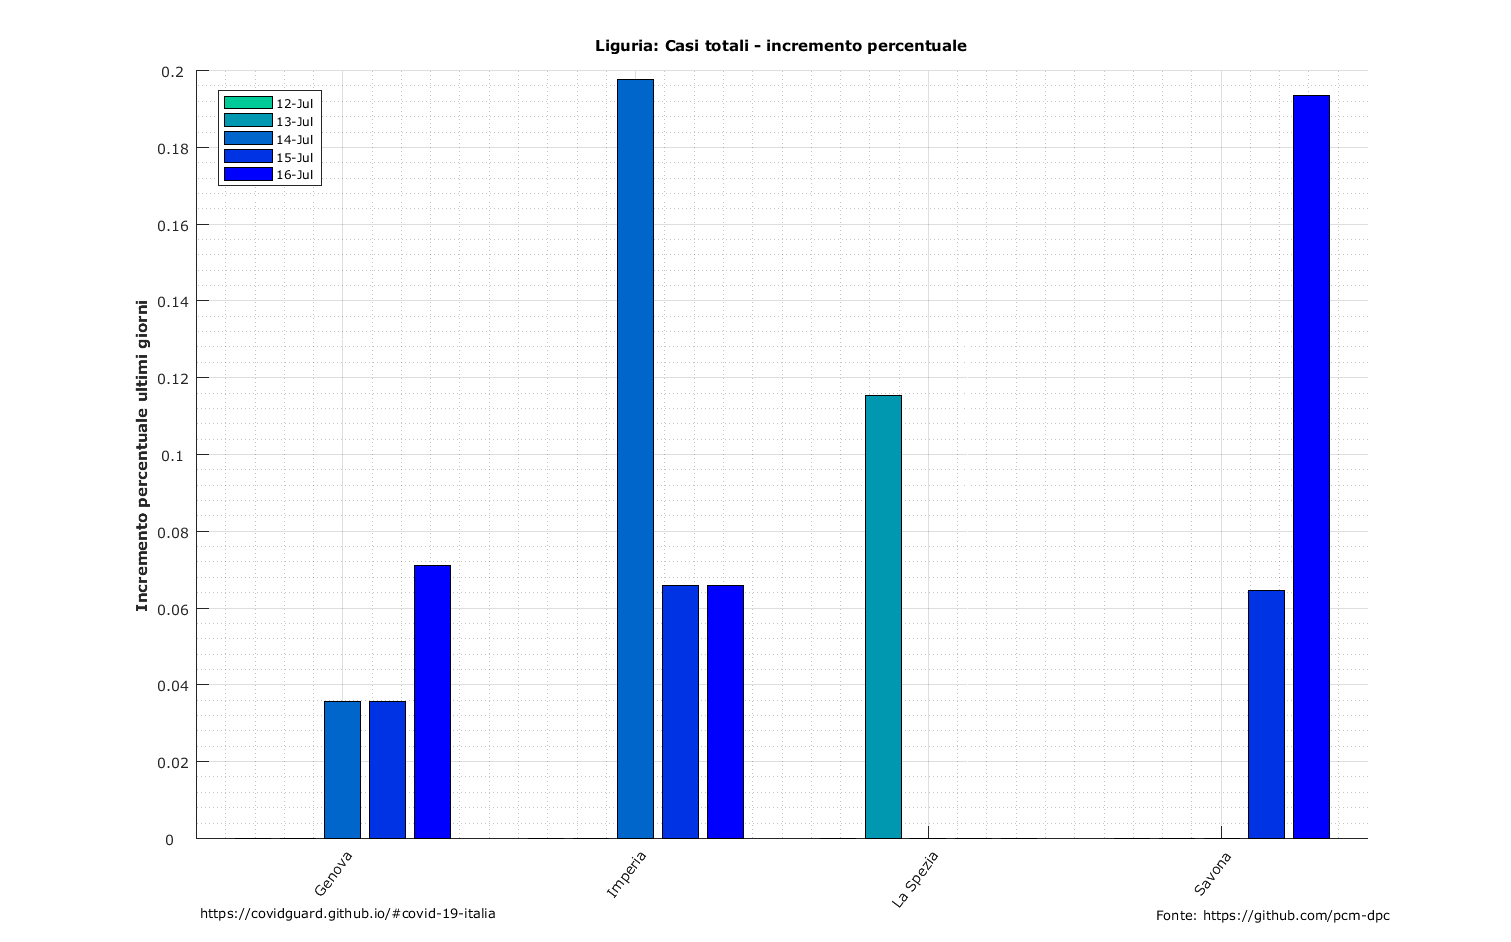 Liguria: Casi totali - incremento percentuale
12-Jul
13-Jul
14-Jul
15-Jul
16-Jul
Incremento percentuale ultimi giorni
0.2
0.18
0.16
0.14
0.12
0.1
0.08
0.06
0.04
0.02
0
Genova
Imperia
La Spezia
Savona
https://covidguard.github.io/#covid-19-italia
Fonte: https://github.com/pcm-dpc